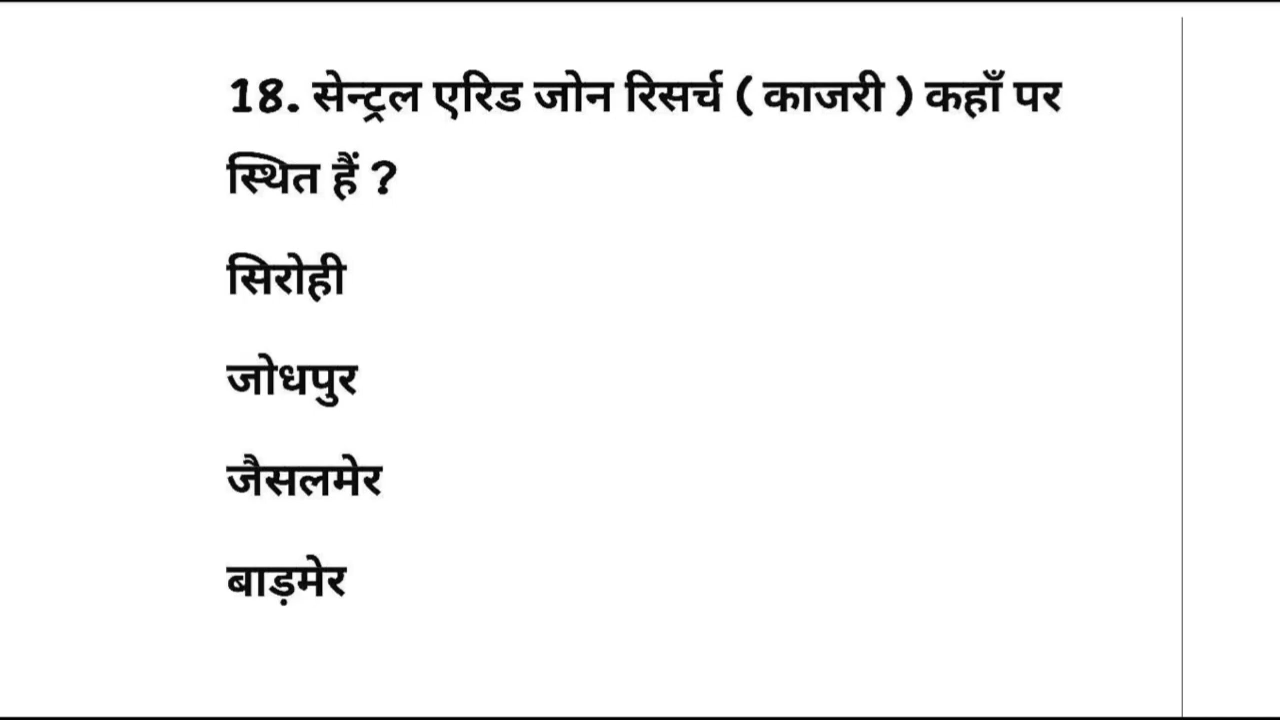 18. सेन्ट्रल एरिड जोन रिसर्च ( काजरी ) कहाँ पर
स्थित हैं ?
सिरोही
जोधपुर
जैसलमेर
बाड़मेर